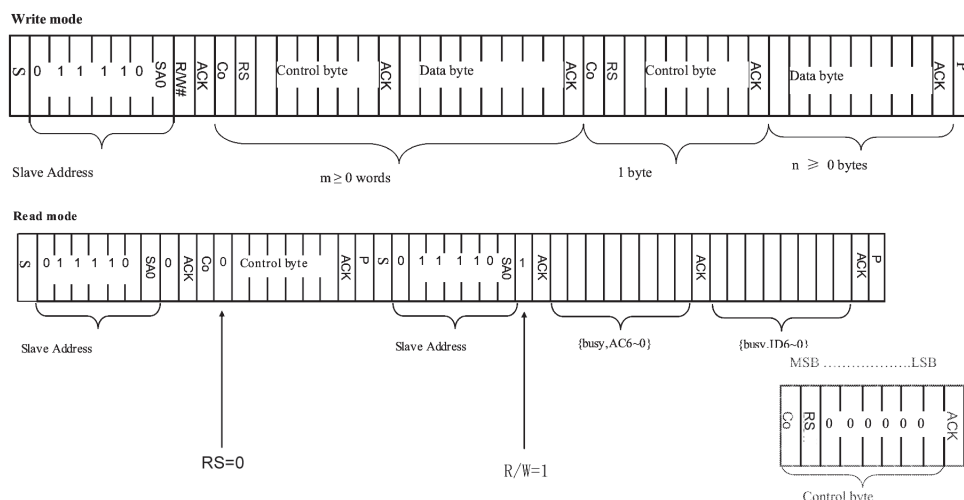 Write mode
S 0 1 1 1 1 0 SA0 R/W# ACK Co RS Control byte ACK Data byte ACK Co RS Control byte ACK Data byte ACK P
Slave Address
m ≥ 0 words
1 byte
n ≥ 0 bytes
Read mode
S 0 1 1 1 1 0 SA0 0 ACK Co 0 Control byte ACK P S 0 1 1 1 1 0 SA0 1 ACK ACK ACK P
Slave Address
Slave Address
{busy,AC6~0}
{busy,ID6~0}
MSB ....................LSB
Co RS 0 0 0 0 0 0 ACK
Control byte
RS=0
R/W=1